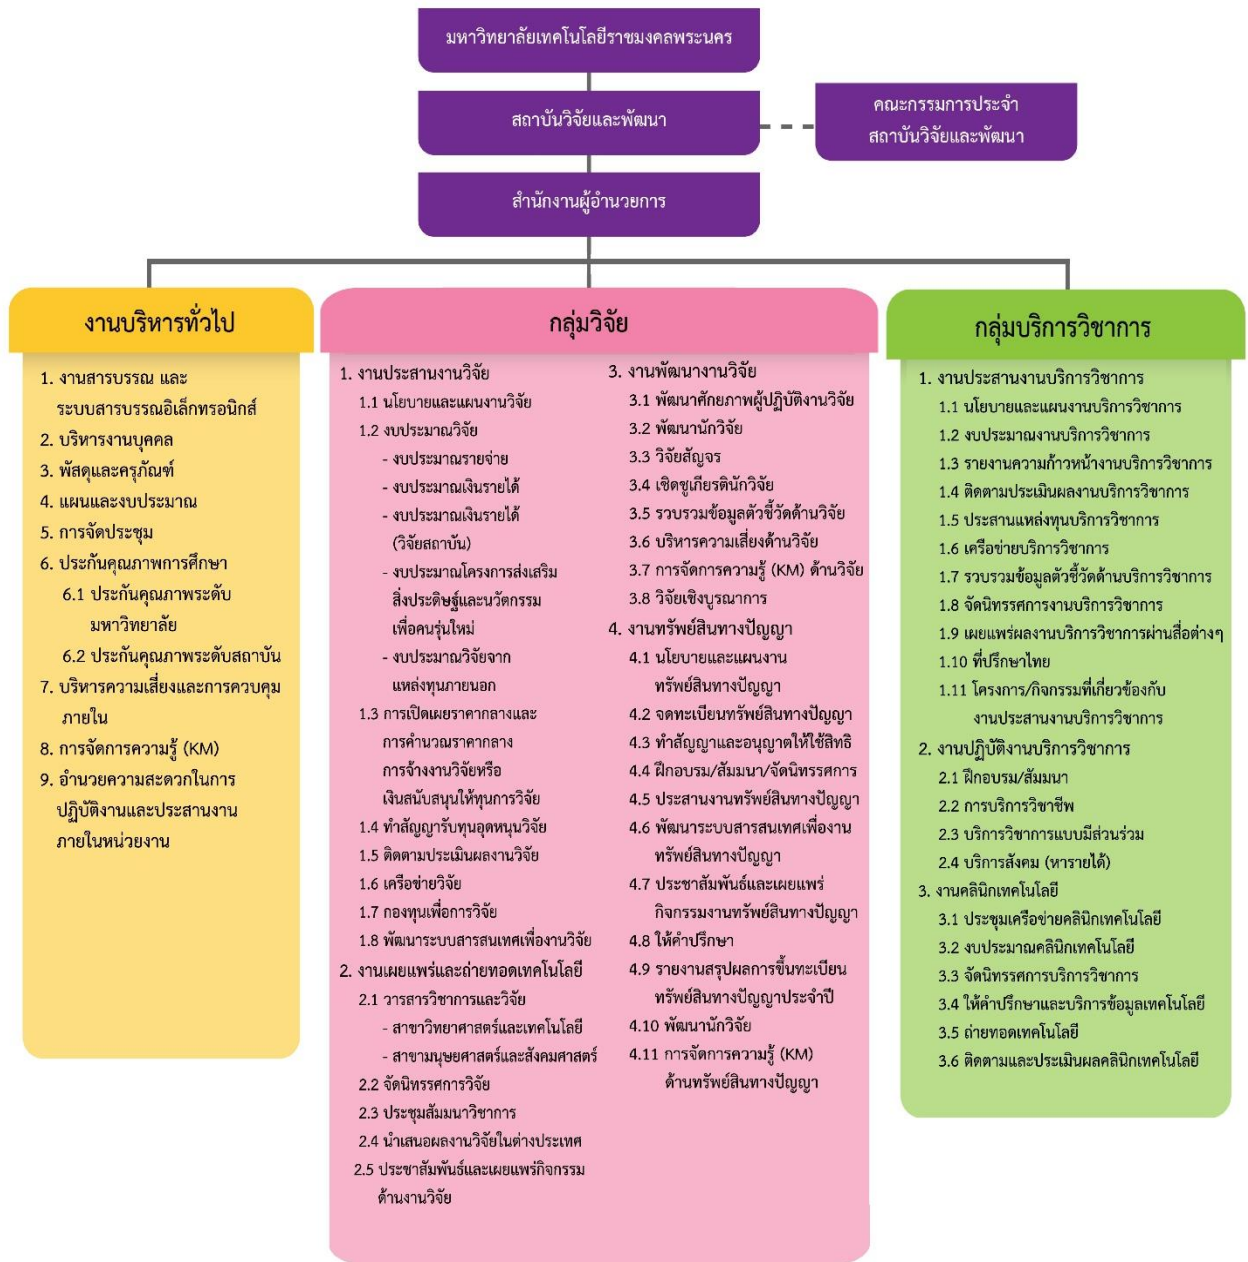 มหาวิทยาลัยเทคโนโลยีราชมงคลพระนคร
สถาบันวิจัยและพัฒนา
คณะกรรมการประจำ
สถาบันวิจัยและพัฒนา
สำนักงานผู้อำนวยการ
งานบริหารทั่วไป
1. งานสารบรรณ และ
ระบบสารบรรณอิเล็กทรอนิกส์
2. บริหารงานบุคคล
3. พัสดุและครุภัณฑ์
4. แผนและงบประมาณ
5. การจัดประชุม
6. ประกันคุณภาพการศึกษา
6.1 ประกันคุณภาพระดับ
มหาวิทยาลัย
6.2 ประกันคุณภาพระดับสถาบัน
7. บริหารความเสี่ยงและการควบคุม
ภายใน
8. การจัดการความรู้ (KM)
9. อำนวยความสะดวกในการ
ปฏิบัติงานและประสานงาน
ภายในหน่วยงาน
กลุ่มวิจัย
1. งานประสานงานวิจัย
1.1 นโยบายและแผนงานวิจัย
1.2 งบประมาณวิจัย
- งบประมาณรายจ่าย
- งบประมาณเงินรายได้
- งบประมาณเงินรายได้
(วิจัยสถาบัน)
- งบประมาณโครงการส่งเสริม
สิ่งประดิษฐ์และนวัตกรรม
เพื่อคนรุ่นใหม่
- งบประมาณวิจัยจาก
แหล่งทุนภายนอก
1.3 การเปิดเผยราคากลางและ
การคำนวณราคากลาง
การจ้างงานวิจัยหรือ
เงินสนับสนุนให้ทุนการวิจัย
1.4 ทำสัญญารับทุนอุดหนุนวิจัย
1.5 ติดตามประเมินผลงานวิจัย
1.6 เครือข่ายวิจัย
1.7 กองทุนเพื่อการวิจัย
1.8 พัฒนาระบบสารสนเทศเพื่องานวิจัย
2. งานเผยแพร่และถ่ายทอดเทคโนโลยี
2.1 วารสารวิชาการและวิจัย
- สาขาวิทยาศาสตร์และเทคโนโลยี
- สาขามนุษยศาสตร์และสังคมศาสตร์
2.2 จัดนิทรรศการวิจัย
2.3 ประชุมสัมมนาวิชาการ
2.4 นำเสนอผลงานวิจัยในต่างประเทศ
2.5 ประชาสัมพันธ์และเผยแพร่กิจกรรม
ด้านงานวิจัย
3. งานพัฒนางานวิจัย
3.1 พัฒนาศักยภาพผู้ปฏิบัติงานวิจัย
3.2 พัฒนานักวิจัย
3.3 วิจัยสัญจร
3.4 เชิดชูเกียรตินักวิจัย
3.5 รวบรวมข้อมูลตัวชี้วัดด้านวิจัย
3.6 บริหารความเสี่ยงด้านวิจัย
3.7 การจัดการความรู้ (KM) ด้านวิจัย
3.8 วิจัยเชิงบูรณาการ
4. งานทรัพย์สินทางปัญญา
4.1 นโยบายและแผนงาน
ทรัพย์สินทางปัญญา
4.2 จดทะเบียนทรัพย์สินทางปัญญา
4.3 ทำสัญญาและอนุญาตให้ใช้สิทธิ
4.4 ฝึกอบรม/สัมมนา/จัดนิทรรศการ
4.5 ประสานงานทรัพย์สินทางปัญญา
4.6 พัฒนาระบบสารสนเทศเพื่องาน
ทรัพย์สินทางปัญญา
4.7 ประชาสัมพันธ์และเผยแพร่
กิจกรรมงานทรัพย์สินทางปัญญา
4.8 ให้คำปรึกษา
4.9 รายงานสรุปผลการขึ้นทะเบียน
ทรัพย์สินทางปัญญาประจำปี
4.10 พัฒนานักวิจัย
4.11 การจัดการความรู้ (KM)
ด้านทรัพย์สินทางปัญญา
กลุ่มบริการวิชาการ
1. งานประสานงานบริการวิชาการ
1.1 นโยบายและแผนงานบริการวิชาการ
1.2 งบประมาณงานบริการวิชาการ
1.3 รายงานความก้าวหน้างานบริการวิชาการ
1.4 ติดตามประเมินผลงานบริการวิชาการ
1.5 ประสานแหล่งทุนบริการวิชาการ
1.6 เครือข่ายบริการวิชาการ
1.7 รวบรวมข้อมูลตัวชี้วัดด้านบริการวิชาการ
1.8 จัดนิทรรศการงานบริการวิชาการ
1.9 เผยแพร่ผลงานบริการวิชาการผ่านสื่อต่างๆ
1.10 ที่ปรึกษาไทย
1.11 โครงการ/กิจกรรมที่เกี่ยวข้องกับ
งานประสานงานบริการวิชาการ
2. งานปฏิบัติงานบริการวิชาการ
2.1 ฝึกอบรม/สัมมนา
2.2 การบริการวิชาชีพ
2.3 บริการวิชาการแบบมีส่วนร่วม
2.4 บริการสังคม (หารายได้)
3. งานคลินิกเทคโนโลยี
3.1 ประชุมเครือข่ายคลินิกเทคโนโลยี
3.2 งบประมาณคลินิกเทคโนโลยี
3.3 จัดนิทรรศการบริการวิชาการ
3.4 ให้คำปรึกษาและบริการข้อมูลเทคโนโลยี
3.5 ถ่ายทอดเทคโนโลยี
3.6 ติดตามและประเมินผลคลินิกเทคโนโลยี